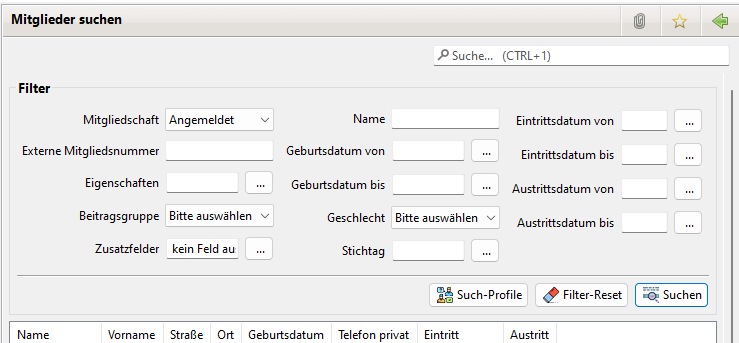 Mitglieder suchen
Suche... (CTRL+1)
Filter
Mitgliedschaft Angemeldet Name Eintrittsdatum von ...
Externe Mitgliedsnummer Geburtsdatum von ... Eintrittsdatum bis ...
Eigenschaften ... Geburtsdatum bis ... Austrittsdatum von ...
Beitragsgruppe Bitte auswählen Geschlecht Bitte auswählen Austrittsdatum bis ...
Zusatzfelder kein Feld au ... Stichtag ...
Such-Profile Filter-Reset Suchen
Name Vorname Straße Ort Geburtsdatum Telefon privat Eintritt Austritt